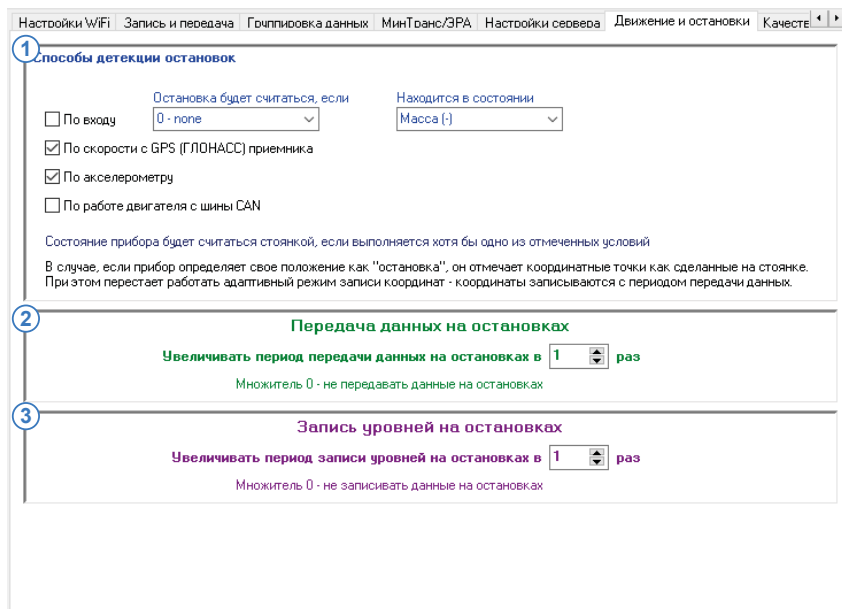 Настройки WiFi Запись и передача Группировка данных МинТранс/ЭРА Настройки сервера Движение и остановки Качестве
1
Способы детекции остановок
Остановка будет считаться, если Находится в состоянии
По входу 0 - none Масса (-)
По скорости с GPS (ГЛОНАСС) приемника
По акселерометру
По работе двигателя с шины CAN
Состояние прибора будет считаться стоянкой, если выполняется хотя бы одно из отмеченных условий
В случае, если прибор определяет свое положение как "остановка", он отмечает координатные точки как сделанные на стоянке.
При этом перестает работать адаптивный режим записи координат - координаты записываются с периодом передачи данных.
2
Передача данных на остановках
Увеличивать период передачи данных на остановках в 1 раз
Множитель 0 - не передавать данные на остановках
3
Запись уровней на остановках
Увеличивать период записи уровней на остановках в 1 раз
Множитель 0 - не записывать данные на остановках